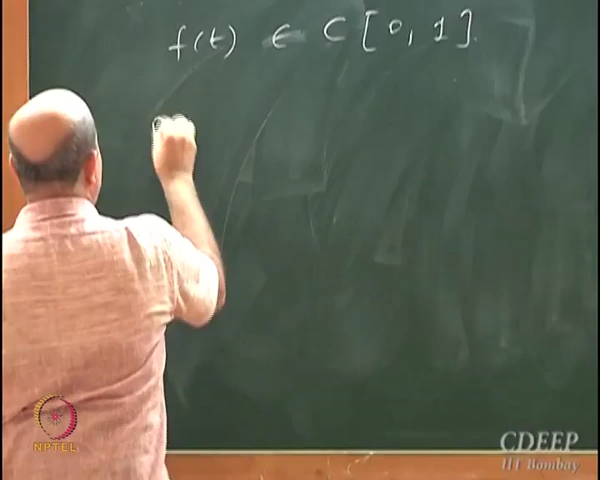 f(t) ∈ C[0, 1]
NPTEL
CDEEP
IIT Bombay